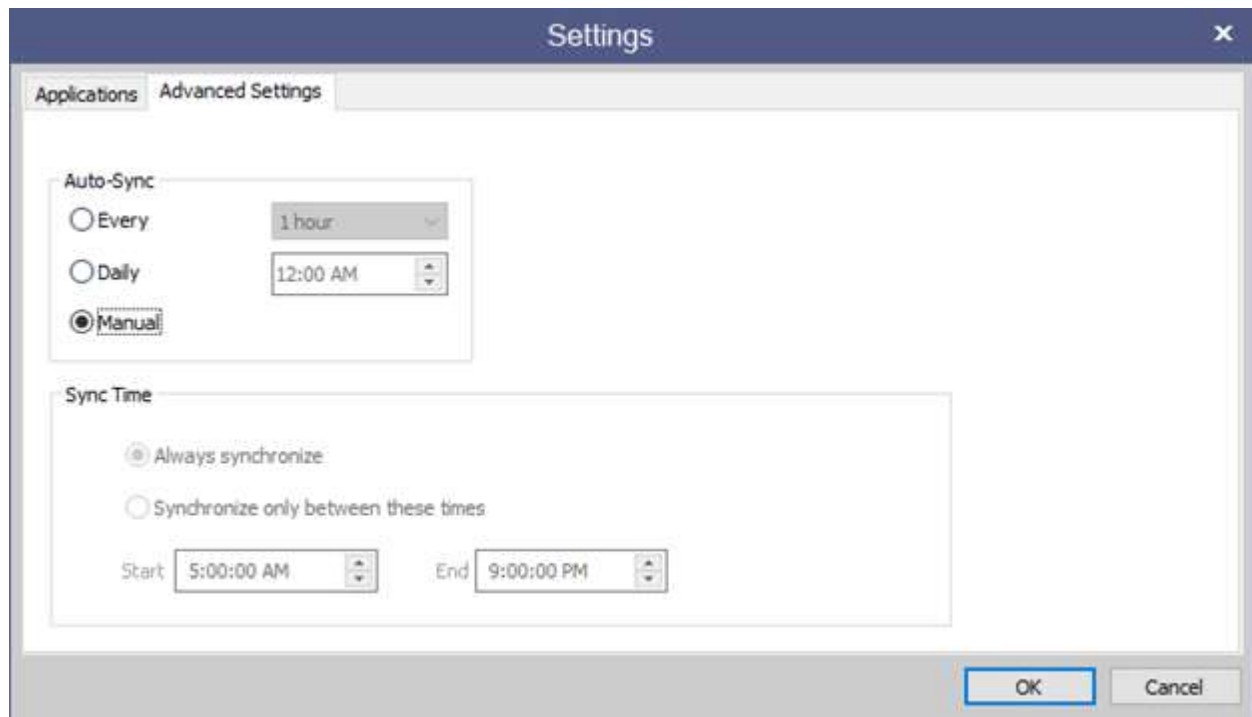 Settings
Applications Advanced Settings
Auto-Sync
Every 1 hour
Daily 12:00 AM
Manual
Sync Time
Always synchronize
Synchronize only between these times
Start 5:00:00 AM End 9:00:00 PM
OK Cancel